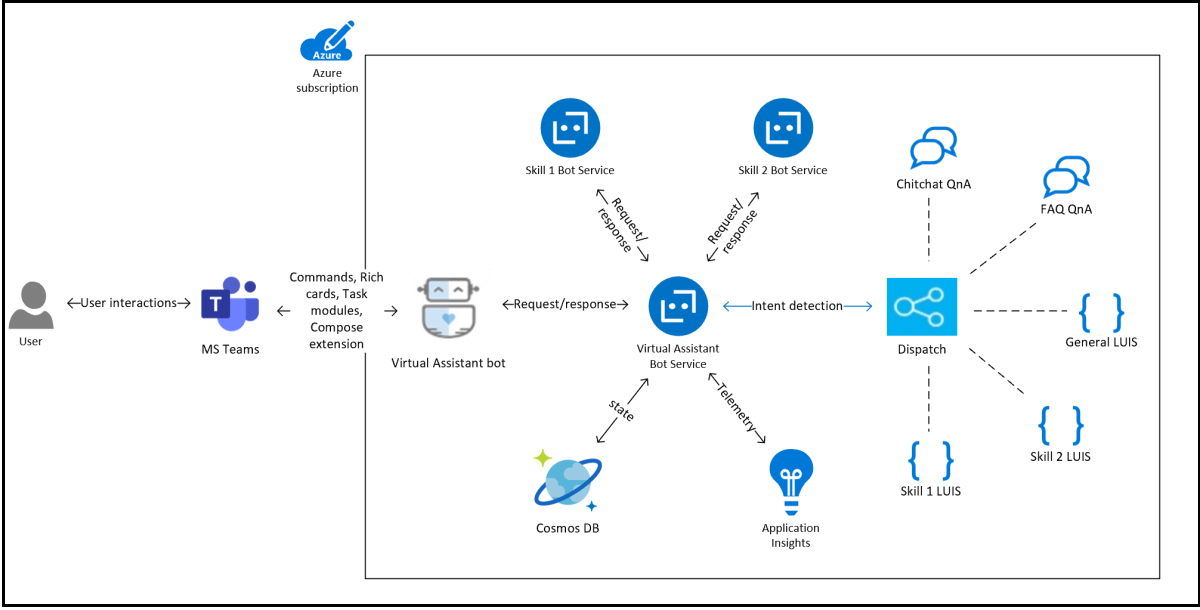 Azure
Azure
subscription
Skill 1 Bot Service
Skill 2 Bot Service
Chitchat QnA
FAQ QnA
Request/
response
Request/
response
User interactions
T
MS Teams
User
Commands, Rich
cards, Task
modules,
Compose
extension
Virtual Assistant bot
Request/response
Virtual Assistant
Bot Service
Intent detection
Dispatch
{ }
General LUIS
{ }
Skill 2 LUIS
{ }
Skill 1 LUIS
state
Telemetry
Cosmos DB
Application
Insights